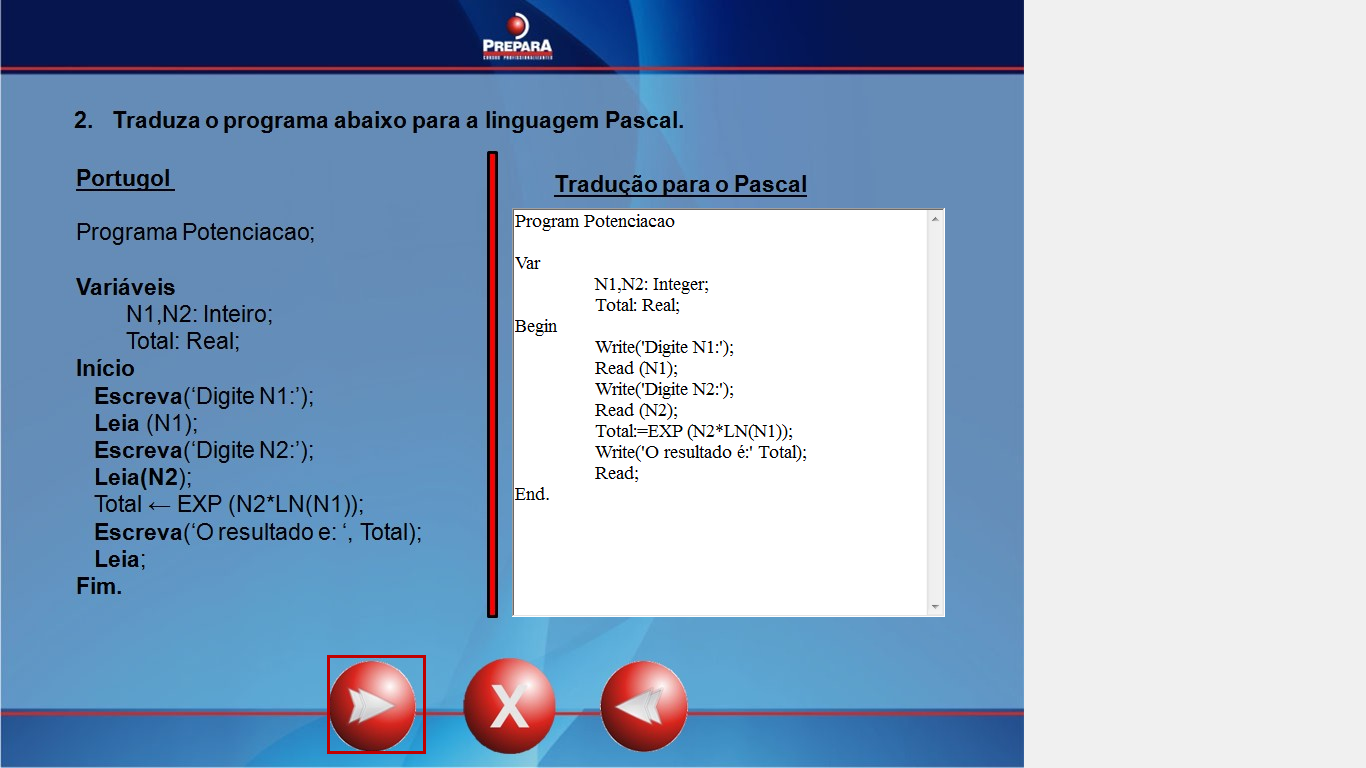 PREPARA
CURSOS PROFISSIONALIZANTES
2. Traduza o programa abaixo para a linguagem Pascal.
Portugol
Programa Potenciacao;
Variáveis
N1,N2: Inteiro;
Total: Real;
Início
Escreva(‘Digite N1:’);
Leia (N1);
Escreva(‘Digite N2:’);
Leia(N2);
Total ← EXP (N2*LN(N1));
Escreva(‘O resultado e: ‘, Total);
Leia;
Fim.
Tradução para o Pascal
Program Potenciacao
Var
N1,N2: Integer;
Total: Real;
Begin
Write('Digite N1:');
Read (N1);
Write('Digite N2:');
Read (N2);
Total:=EXP (N2*LN(N1));
Write('O resultado é:' Total);
Read;
End.
X